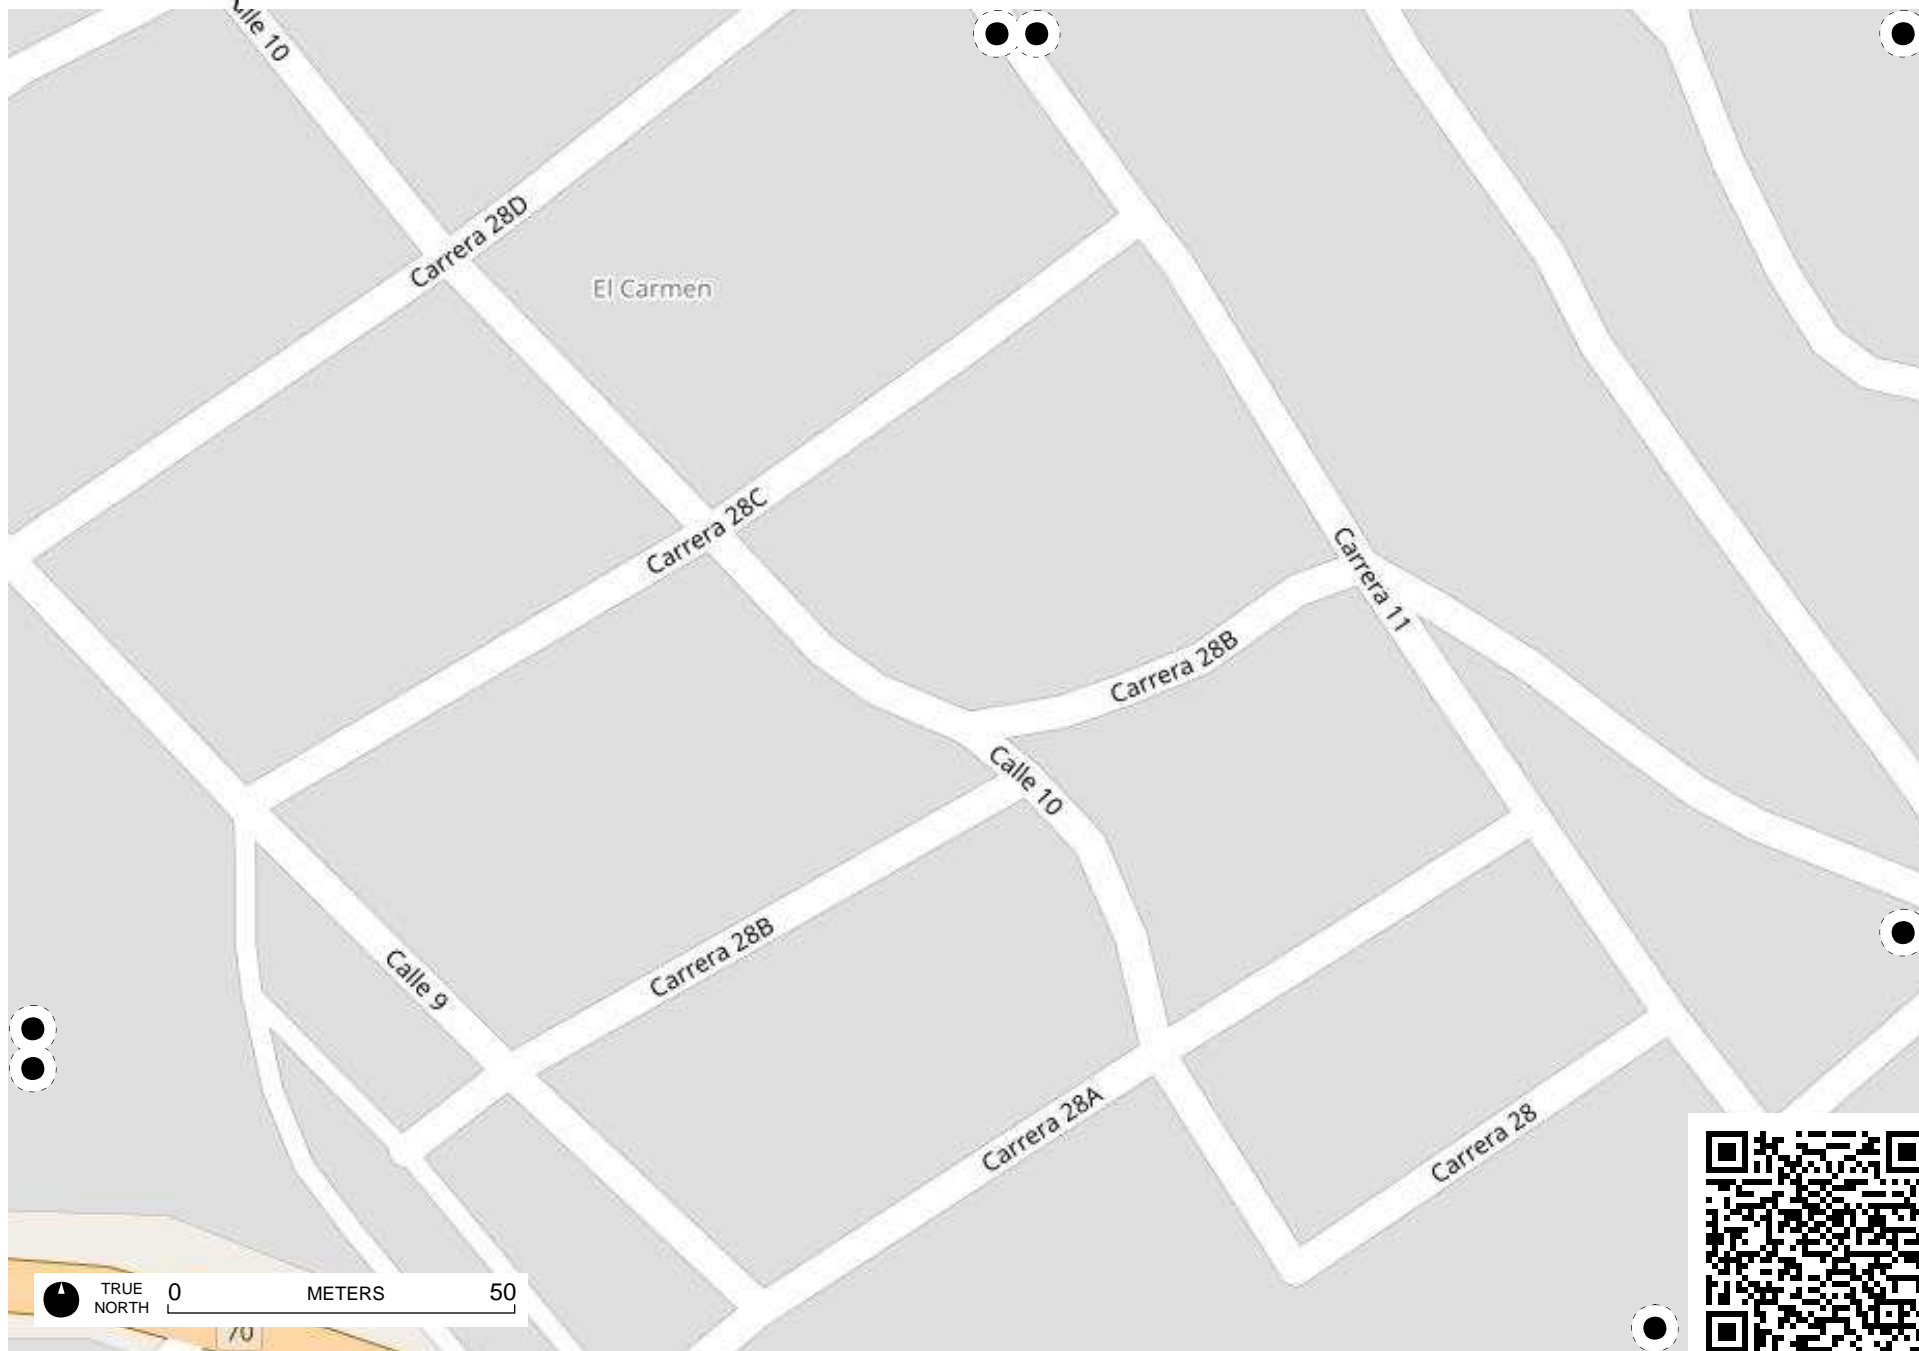 Calle 10
Carrera 28D
El Carmen
Carrera 28C
Carrera 11
Carrera 28B
Calle 10
Carrera 28B
Calle 9
Carrera 28A
Carrera 28
TRUE
NORTH
0 METERS 50
70